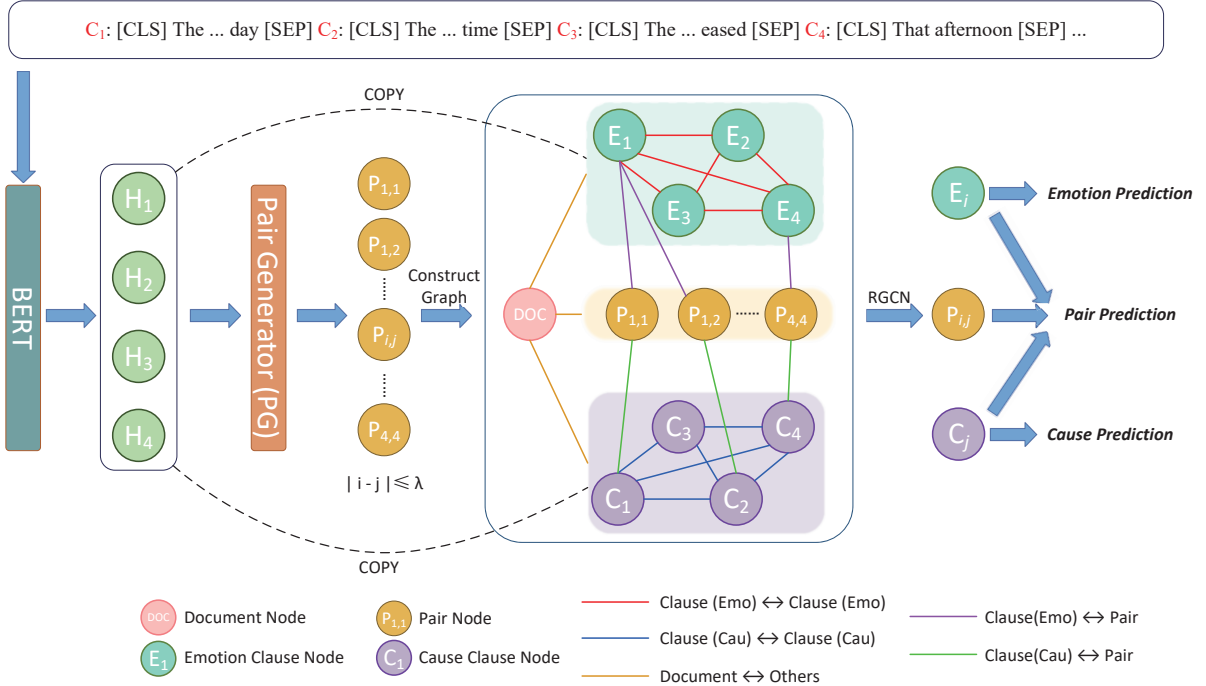 C1: [CLS] The ... day [SEP] C2: [CLS] The ... time [SEP] C3: [CLS] The ... eased [SEP] C4: [CLS] That afternoon [SEP] ...
COPY
BERT
H1
H2
H3
H4
Pair Generator (PG)
P1,1
P1,2
......
Pi,j
......
P4,4
| i - j | ≤ λ
Construct
Graph
E1
E2
E3
E4
DOC
P1,1
P1,2
......
P4,4
C3
C4
C1
C2
COPY
RGCN
Ei
Emotion Prediction
Pi,j
Pair Prediction
Cj
Cause Prediction
DOC
Document Node
P1,1
Pair Node
E1
Emotion Clause Node
C1
Cause Clause Node
Clause (Emo) ↔ Clause (Emo)
Clause (Cau) ↔ Clause (Cau)
Document ↔ Others
Clause(Emo) ↔ Pair
Clause(Cau) ↔ Pair